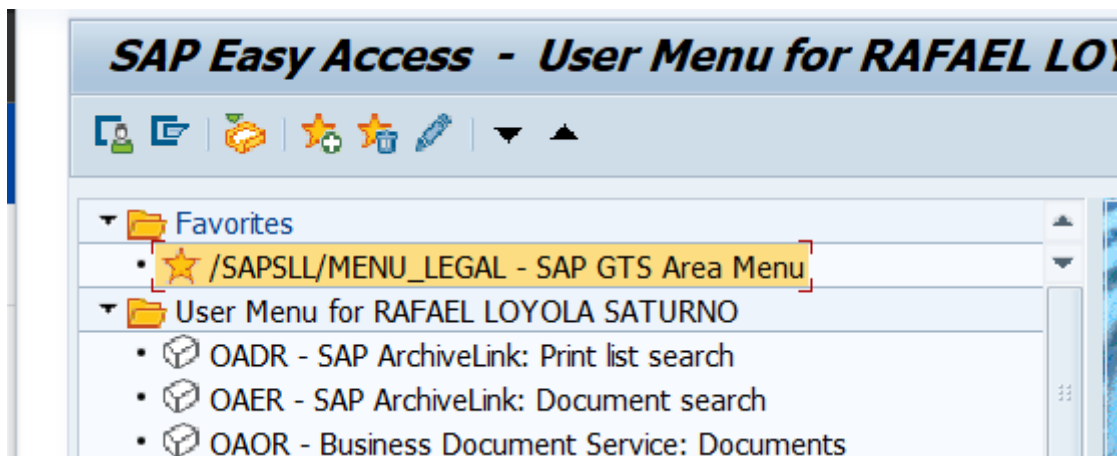 SAP Easy Access - User Menu for RAFAEL
Favorites
/SAPSLL/MENU_LEGAL - SAP GTS Area Menu
User Menu for RAFAEL LOYOLA SATURNO
OADR - SAP ArchiveLink: Print list search
OAER - SAP ArchiveLink: Document search
OAOR - Business Document Service: Documents